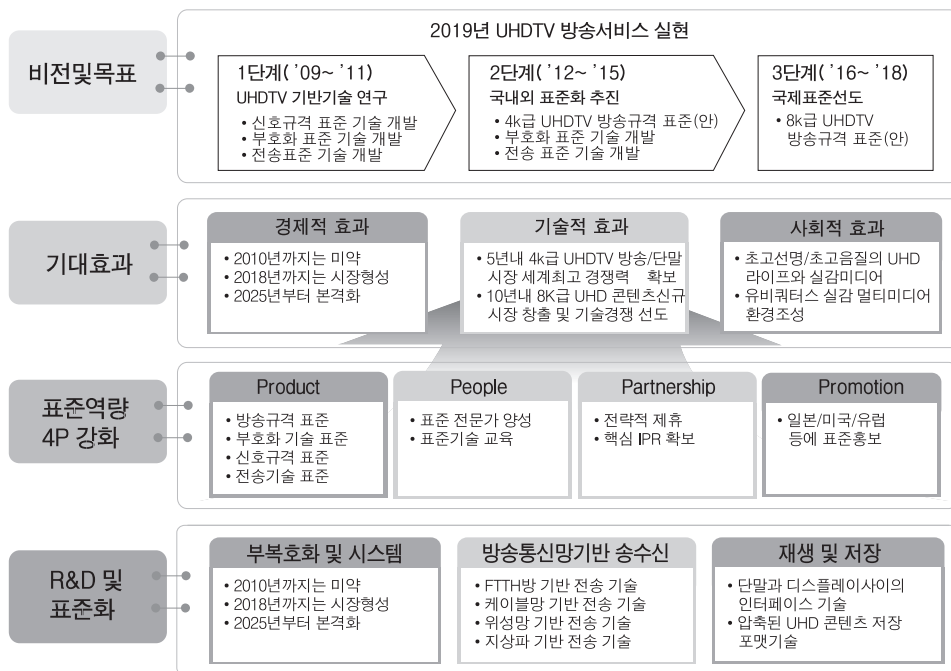 2019년 UHDTV 방송서비스 실현
비전및목표
1단계( '09~ '11)
UHDTV 기반기술 연구
• 신호규격 표준 기술 개발
• 부호화 표준 기술 개발
• 전송표준 기술 개발
2단계( '12~ '15)
국내외 표준화 추진
• 4k급 UHDTV 방송규격 표준(안)
• 부호화 표준 기술 개발
• 전송 표준 기술 개발
3단계( '16~ '18)
국제표준선도
• 8k급 UHDTV
방송규격 표준(안)
기대효과
경제적 효과
• 2010년까지는 미약
• 2018년까지는 시장형성
• 2025년부터 본격화
기술적 효과
• 5년내 4k급 UHDTV 방송/단말
시장 세계최고 경쟁력 확보
• 10년내 8K급 UHD 콘텐츠신규
시장 창출 및 기술경쟁 선도
사회적 효과
• 초고선명/초고음질의 UHD
라이프와 실감미디어
• 유비쿼터스 실감 멀티미디어
환경조성
표준역량
4P 강화
Product
• 방송규격 표준
• 부호화 기술 표준
• 신호규격 표준
• 전송기술 표준
People
• 표준 전문가 양성
• 표준기술 교육
Partnership
• 전략적 제휴
• 핵심 IPR 확보
Promotion
• 일본/미국/유럽
등에 표준홍보
R&D 및
표준화
부복호화 및 시스템
• 2010년까지는 미약
• 2018년까지는 시장형성
• 2025년부터 본격화
방송통신망기반 송수신
• FTTH방 기반 전송 기술
• 케이블망 기반 전송 기술
• 위성망 기반 전송 기술
• 지상파 기반 전송 기술
재생 및 저장
• 단말과 디스플레이사이의
인터페이스 기술
• 압축된 UHD 콘텐츠 저장
포맷기술